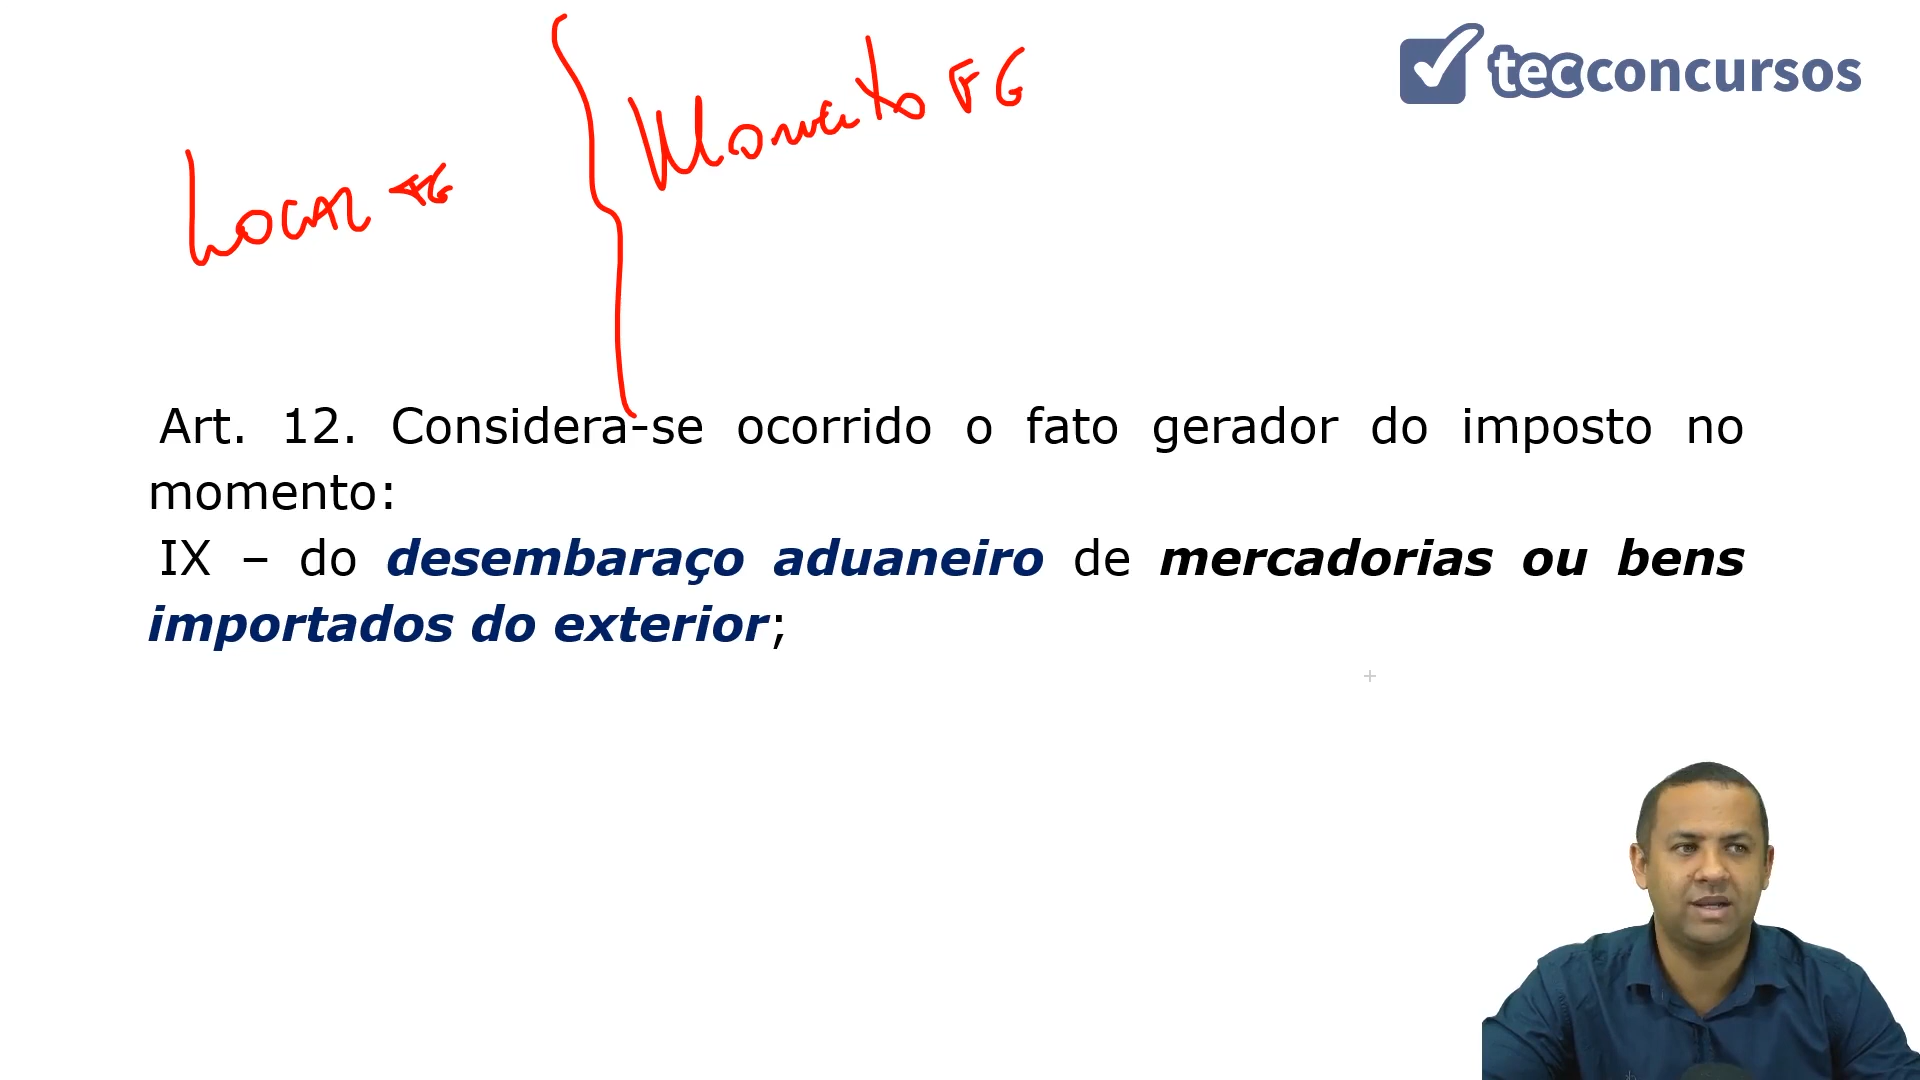 Momento FG
tecconcursos
LOCAL FG
Art. 12. Considera-se ocorrido o fato gerador do imposto no
momento:
IX – do desembaraço aduaneiro de mercadorias ou bens
importados do exterior;